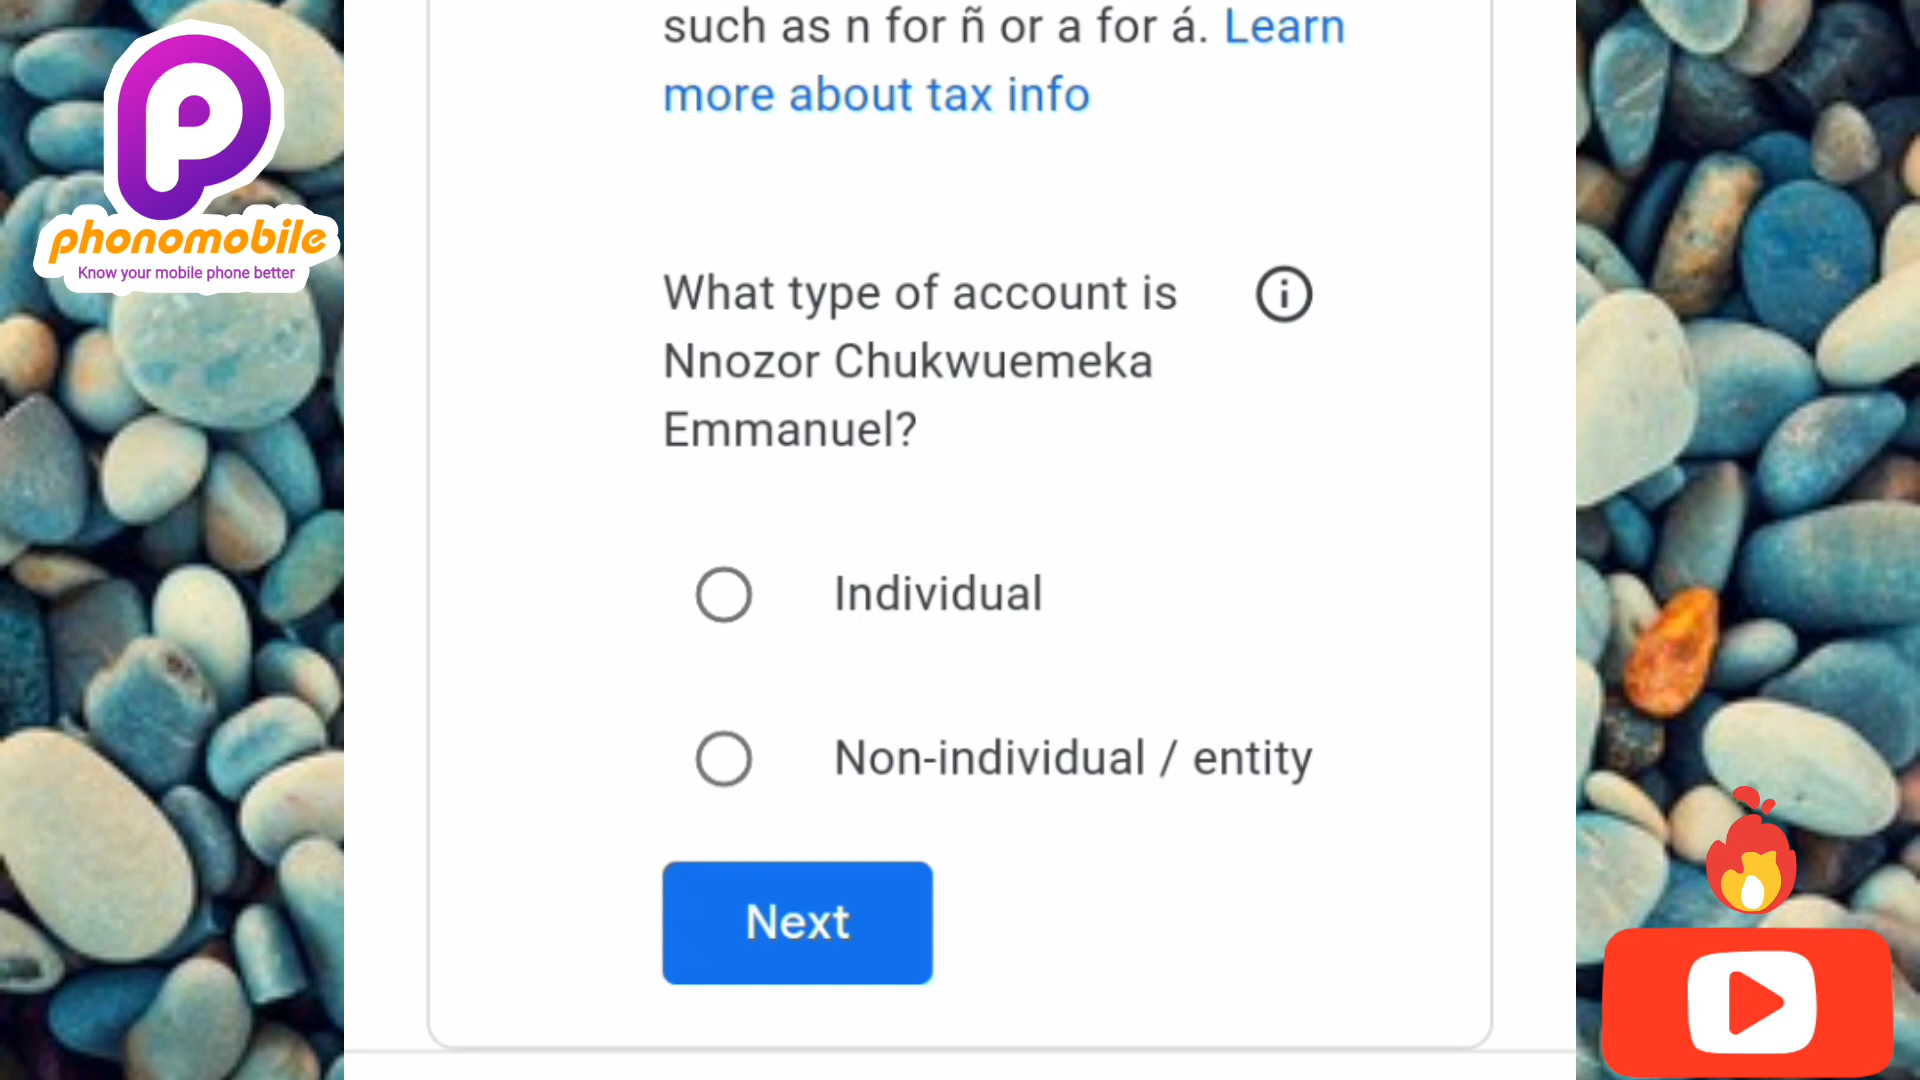 such as n for ñ or a for á. Learn
more about tax info
phonomobile
Know your mobile phone better
What type of account is
Nnozor Chukwuemeka
Emmanuel?
Individual
Non-individual / entity
Next